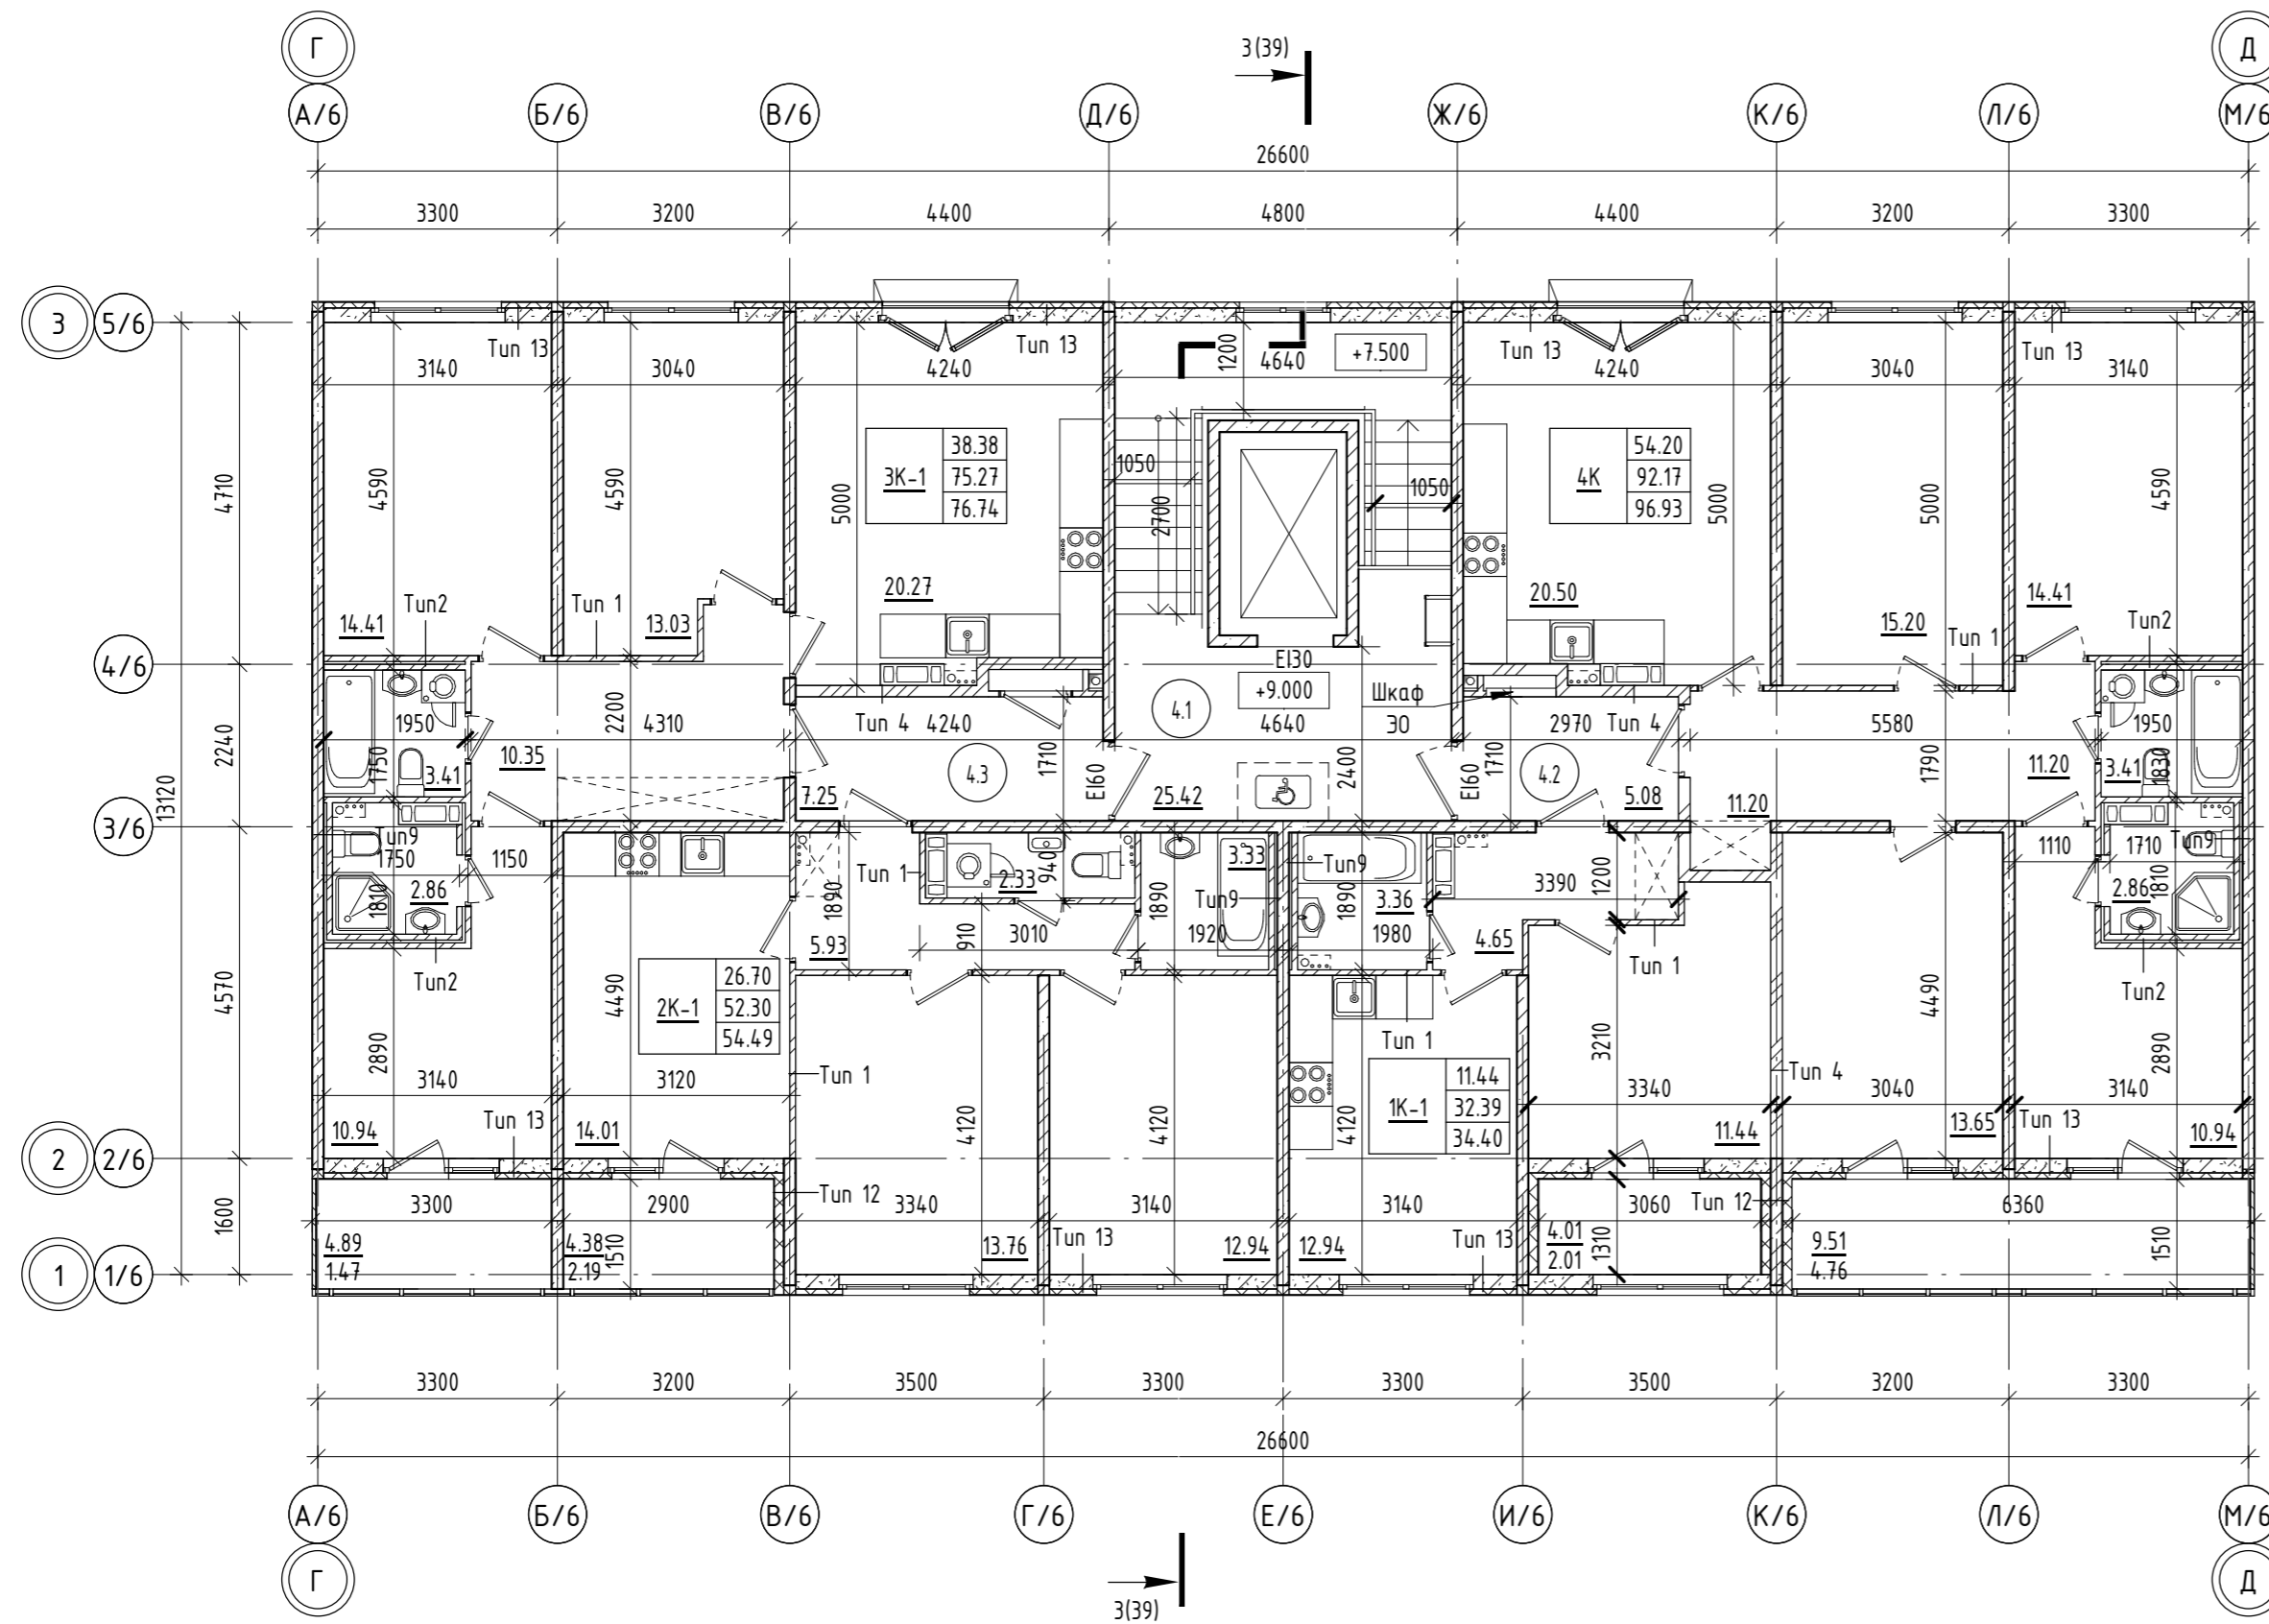 Г
Д
3(39)
А/6
Б/6
В/6
Д/6
Ж/6
К/6
Л/6
М/6
26600
3300
3200
4400
4800
4400
3200
3300
3
5/6
Тип 13
Тип 13
Тип 13
Тип 13
1200
4640
+7.500
3140
3040
4240
4240
3040
3140
3К-1
38.38
75.27
76.74
4К
54.20
92.17
96.93
4710
4590
4590
5000
1050
2700
1050
5000
5000
4590
20.27
20.50
Тип2
Тип 1
14.41
13.03
15.20
14.41
Тип 1
Тип2
4/6
EI30
+9.000
Шкаф
ЭО
4.1
1950
2200
4310
Тип 4
4240
4640
2970
Тип 4
5580
1950
2240
13120
1750
3.41
10.35
4.3
1710
EI60
2400
EI60
1710
4.2
1790
11.20
3.41
1830
7.25
25.42
5.08
11.20
3/6
Тип9
1750
1150
1810
2.86
Тип2
1890
Тип 1
2.33
940
3.33
Тип9
1890
Тип9
1890
3.36
3390
1200
1110
1710
Тип9
2.86
1810
5.93
910
3010
1920
1980
4.65
Тип 1
Тип2
4570
2890
4490
2К-1
26.70
52.30
54.49
Тип 1
3210
4490
2890
1К-1
11.44
32.39
34.40
3140
3120
Тип 1
Тип 4
4120
4120
4120
3340
3040
3140
10.94
Тип 13
14.01
11.44
13.65
Тип 13
10.94
2
2/6
Тип 12
Тип 12
1600
3300
2900
3340
3140
3140
3060
6360
4.89
1.47
4.38
2.19
1510
13.76
Тип 13
12.94
12.94
Тип 13
4.01
2.01
1310
9.51
4.76
1510
1
1/6
3300
3200
3500
3300
3300
3500
3200
3300
26600
А/6
Б/6
В/6
Г/6
Е/6
И/6
К/6
Л/6
М/6
Г
Д
3(39)